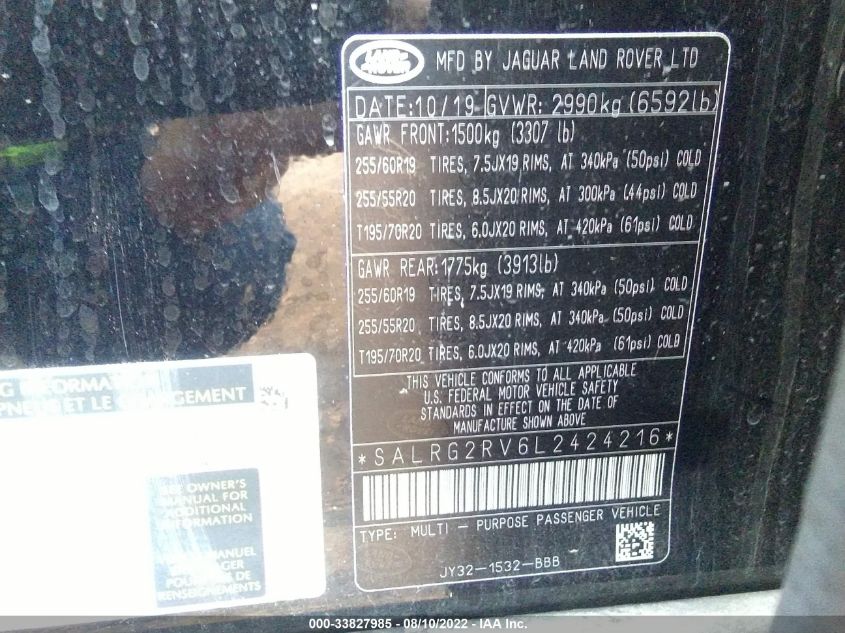 LAND ROVER
MFD BY JAGUAR LAND ROVER LTD
DATE:10/19 GVWR: 2990kg (6592lb)
GAWR FRONT:1500kg (3307 lb)
255/60R19 TIRES, 7.5JX19 RIMS, AT 340kPa (50psi) COLD
255/55R20 TIRES, 8.5JX20 RIMS, AT 300kPa (44psi) COLD
T195/70R20 TIRES, 6.0JX20 RIMS, AT 420kPa (61psi) COLD
GAWR REAR:1775kg (3913lb)
255/60R19 TIRES, 7.5JX19 RIMS, AT 340kPa (50psi) COLD
255/55R20 TIRES, 8.5JX20 RIMS, AT 340kPa (50psi) COLD
T195/70R20 TIRES, 6.0JX20 RIMS, AT 420kPa (61psi) COLD
THIS VEHICLE CONFORMS TO ALL APPLICABLE
U.S. FEDERAL MOTOR VEHICLE SAFETY
STANDARDS IN EFFECT ON THE DATE OF
MANUFACTURE SHOWN ABOVE
*SALRG2RV6L2424216*
TYPE: MULTI - PURPOSE PASSENGER VEHICLE
JY32-1532-BBB
ET LE CHARGEMENT
SEE OWNER'S
MANUAL FOR
ADDITIONAL
INFORMATION
MANUEL
POUR PLUS DE
RENSEIGNEMENTS
000-33827985 - 08/10/2022 - IAA Inc.